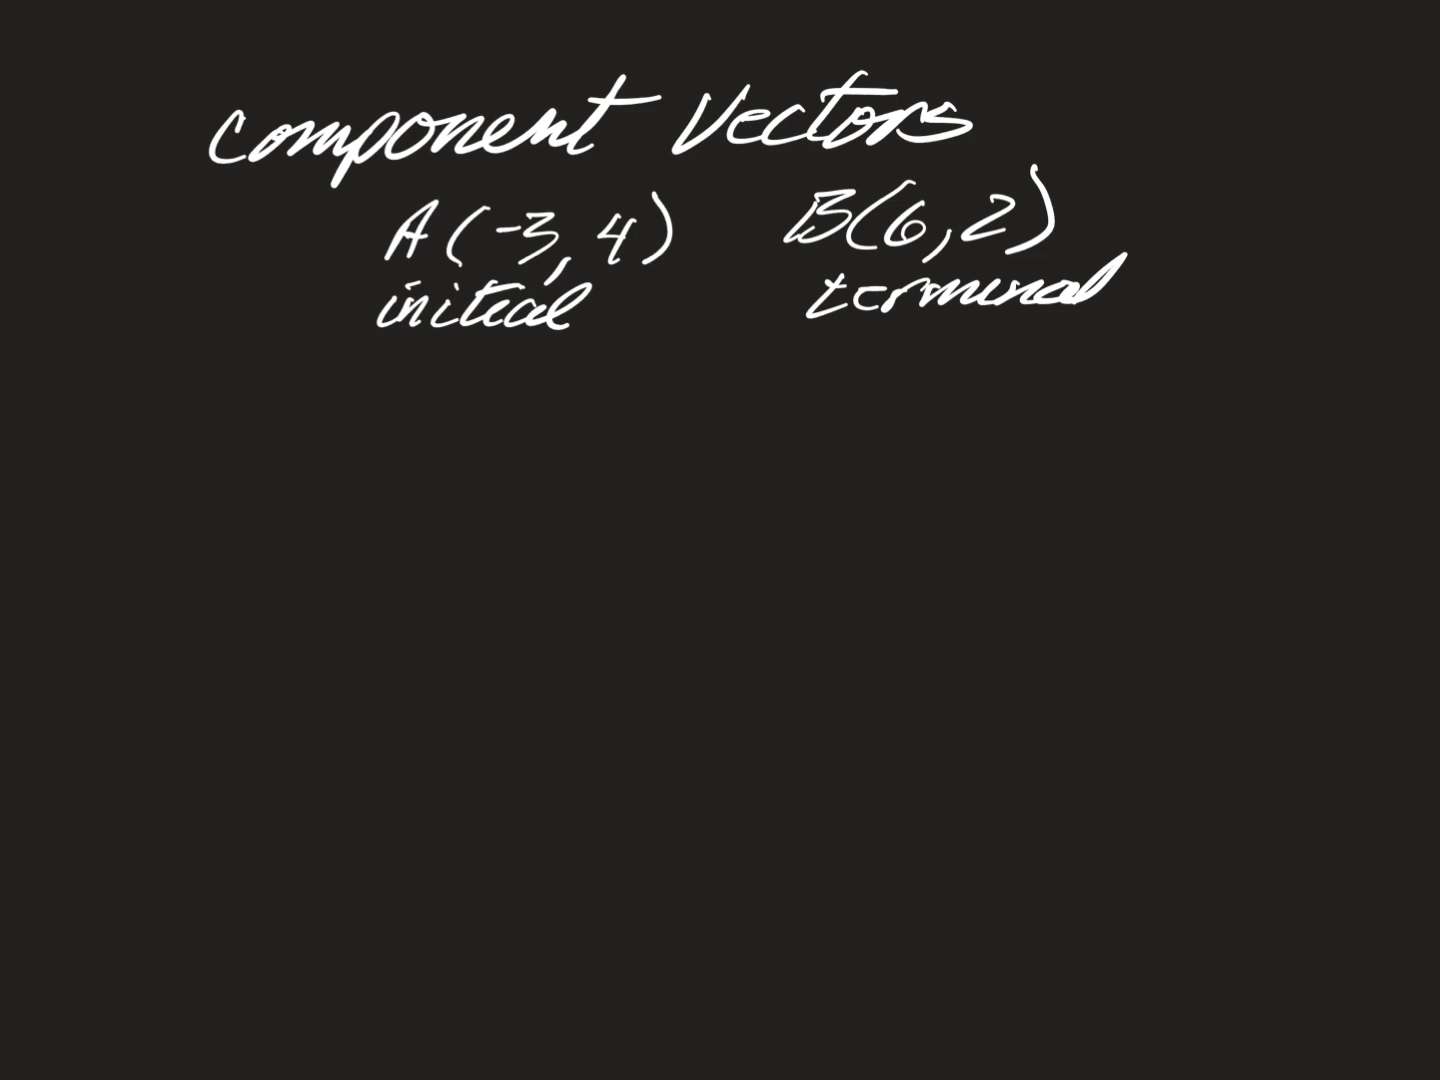 Component Vectors
A(-3, 4) B(6, 2)
initial terminal